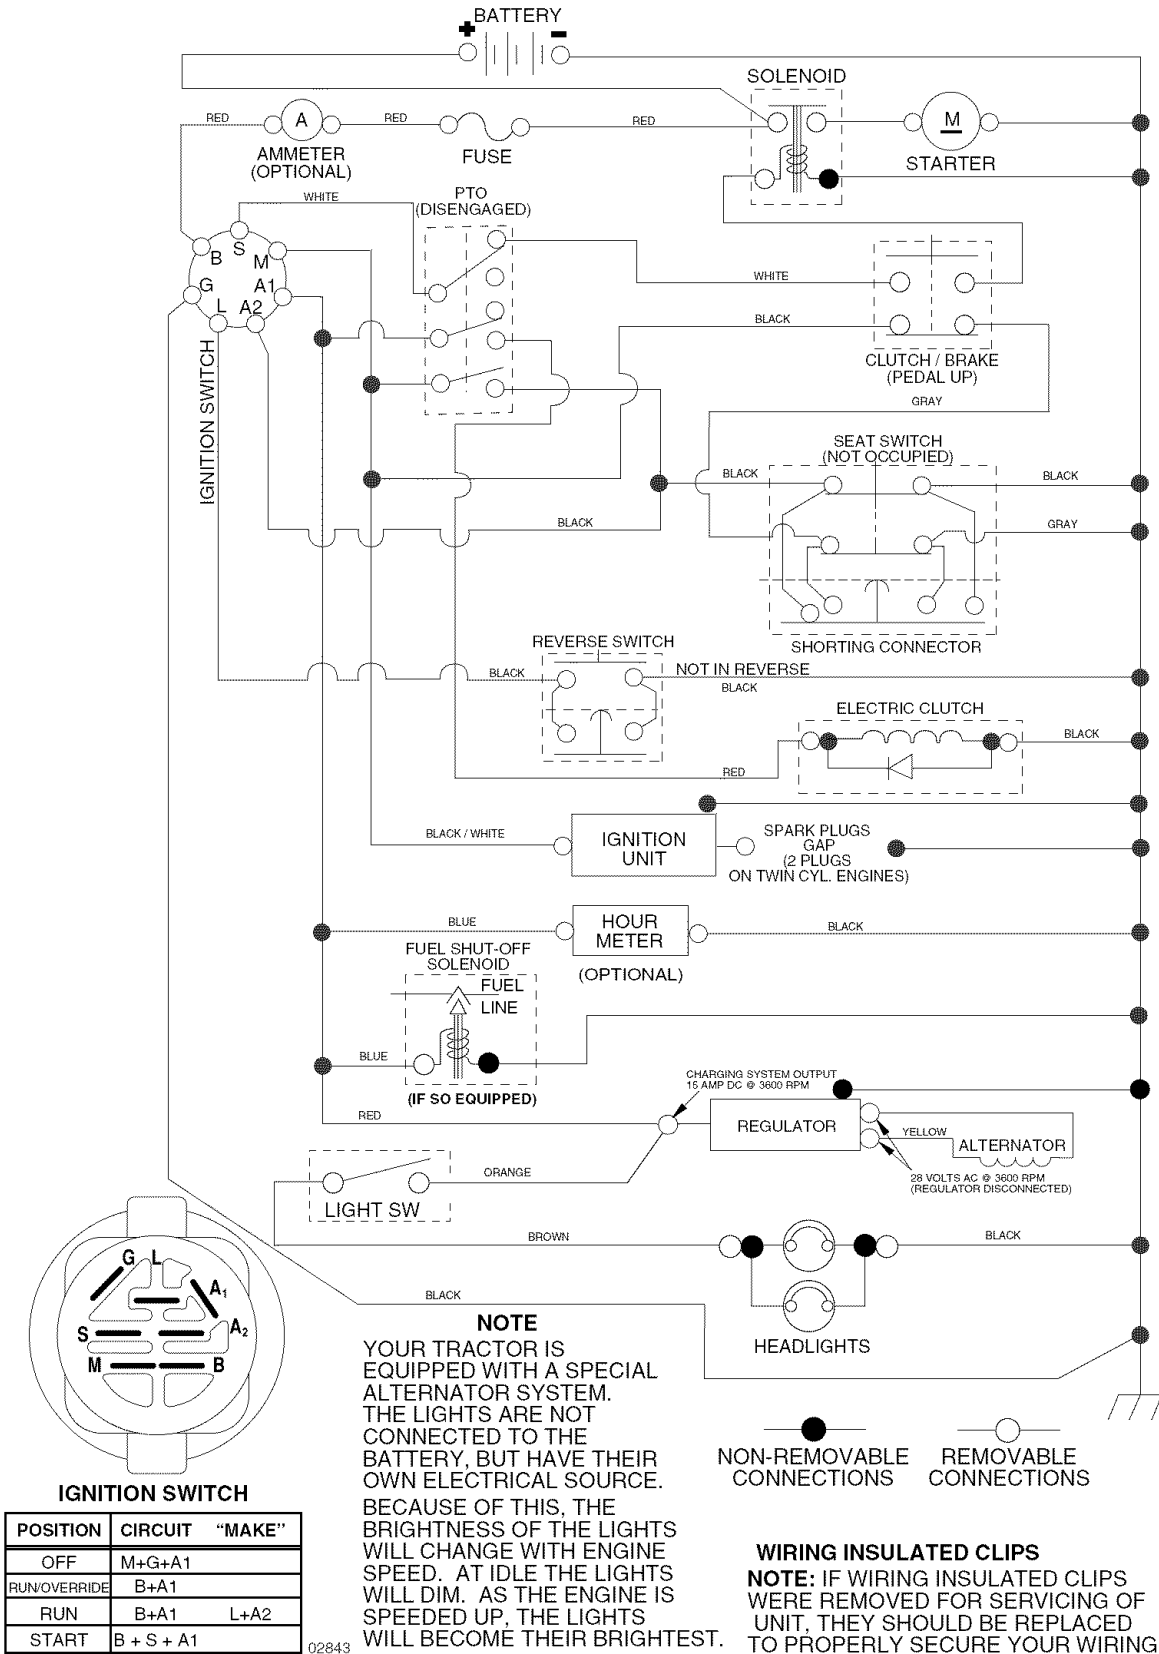 BATTERY
+
-
SOLENOID
RED
A
RED
RED
M
AMMETER
(OPTIONAL)
FUSE
STARTER
WHITE
PTO
(DISENGAGED)
B
S
M
G
A1
L
A2
WHITE
BLACK
IGNITION SWITCH
CLUTCH / BRAKE
(PEDAL UP)
GRAY
SEAT SWITCH
(NOT OCCUPIED)
BLACK
BLACK
BLACK
GRAY
SHORTING CONNECTOR
REVERSE SWITCH
BLACK
NOT IN REVERSE
BLACK
ELECTRIC CLUTCH
BLACK
RED
BLACK / WHITE
IGNITION
UNIT
SPARK PLUGS
GAP
(2 PLUGS
ON TWIN CYL. ENGINES)
BLUE
HOUR
METER
BLACK
(OPTIONAL)
FUEL SHUT-OFF
SOLENOID
FUEL
LINE
BLUE
(IF SO EQUIPPED)
CHARGING SYSTEM OUTPUT
15 AMP DC @ 3600 RPM
RED
REGULATOR
YELLOW
ALTERNATOR
28 VOLTS AC @ 3600 RPM
(REGULATOR DISCONNECTED)
ORANGE
LIGHT SW
BROWN
BLACK
HEADLIGHTS
BLACK
G
L
A1
S
A2
M
B
IGNITION SWITCH
POSITION CIRCUIT "MAKE"
OFF M+G+A1
RUN/OVERRIDE B+A1
RUN B+A1 L+A2
START B + S + A1
02843
NOTE
YOUR TRACTOR IS
EQUIPPED WITH A SPECIAL
ALTERNATOR SYSTEM.
THE LIGHTS ARE NOT
CONNECTED TO THE
BATTERY, BUT HAVE THEIR
OWN ELECTRICAL SOURCE.
BECAUSE OF THIS, THE
BRIGHTNESS OF THE LIGHTS
WILL CHANGE WITH ENGINE
SPEED. AT IDLE THE LIGHTS
WILL DIM. AS THE ENGINE IS
SPEEDED UP, THE LIGHTS
WILL BECOME THEIR BRIGHTEST.
NON-REMOVABLE
CONNECTIONS
REMOVABLE
CONNECTIONS
WIRING INSULATED CLIPS
NOTE: IF WIRING INSULATED CLIPS
WERE REMOVED FOR SERVICING OF
UNIT, THEY SHOULD BE REPLACED
TO PROPERLY SECURE YOUR WIRING